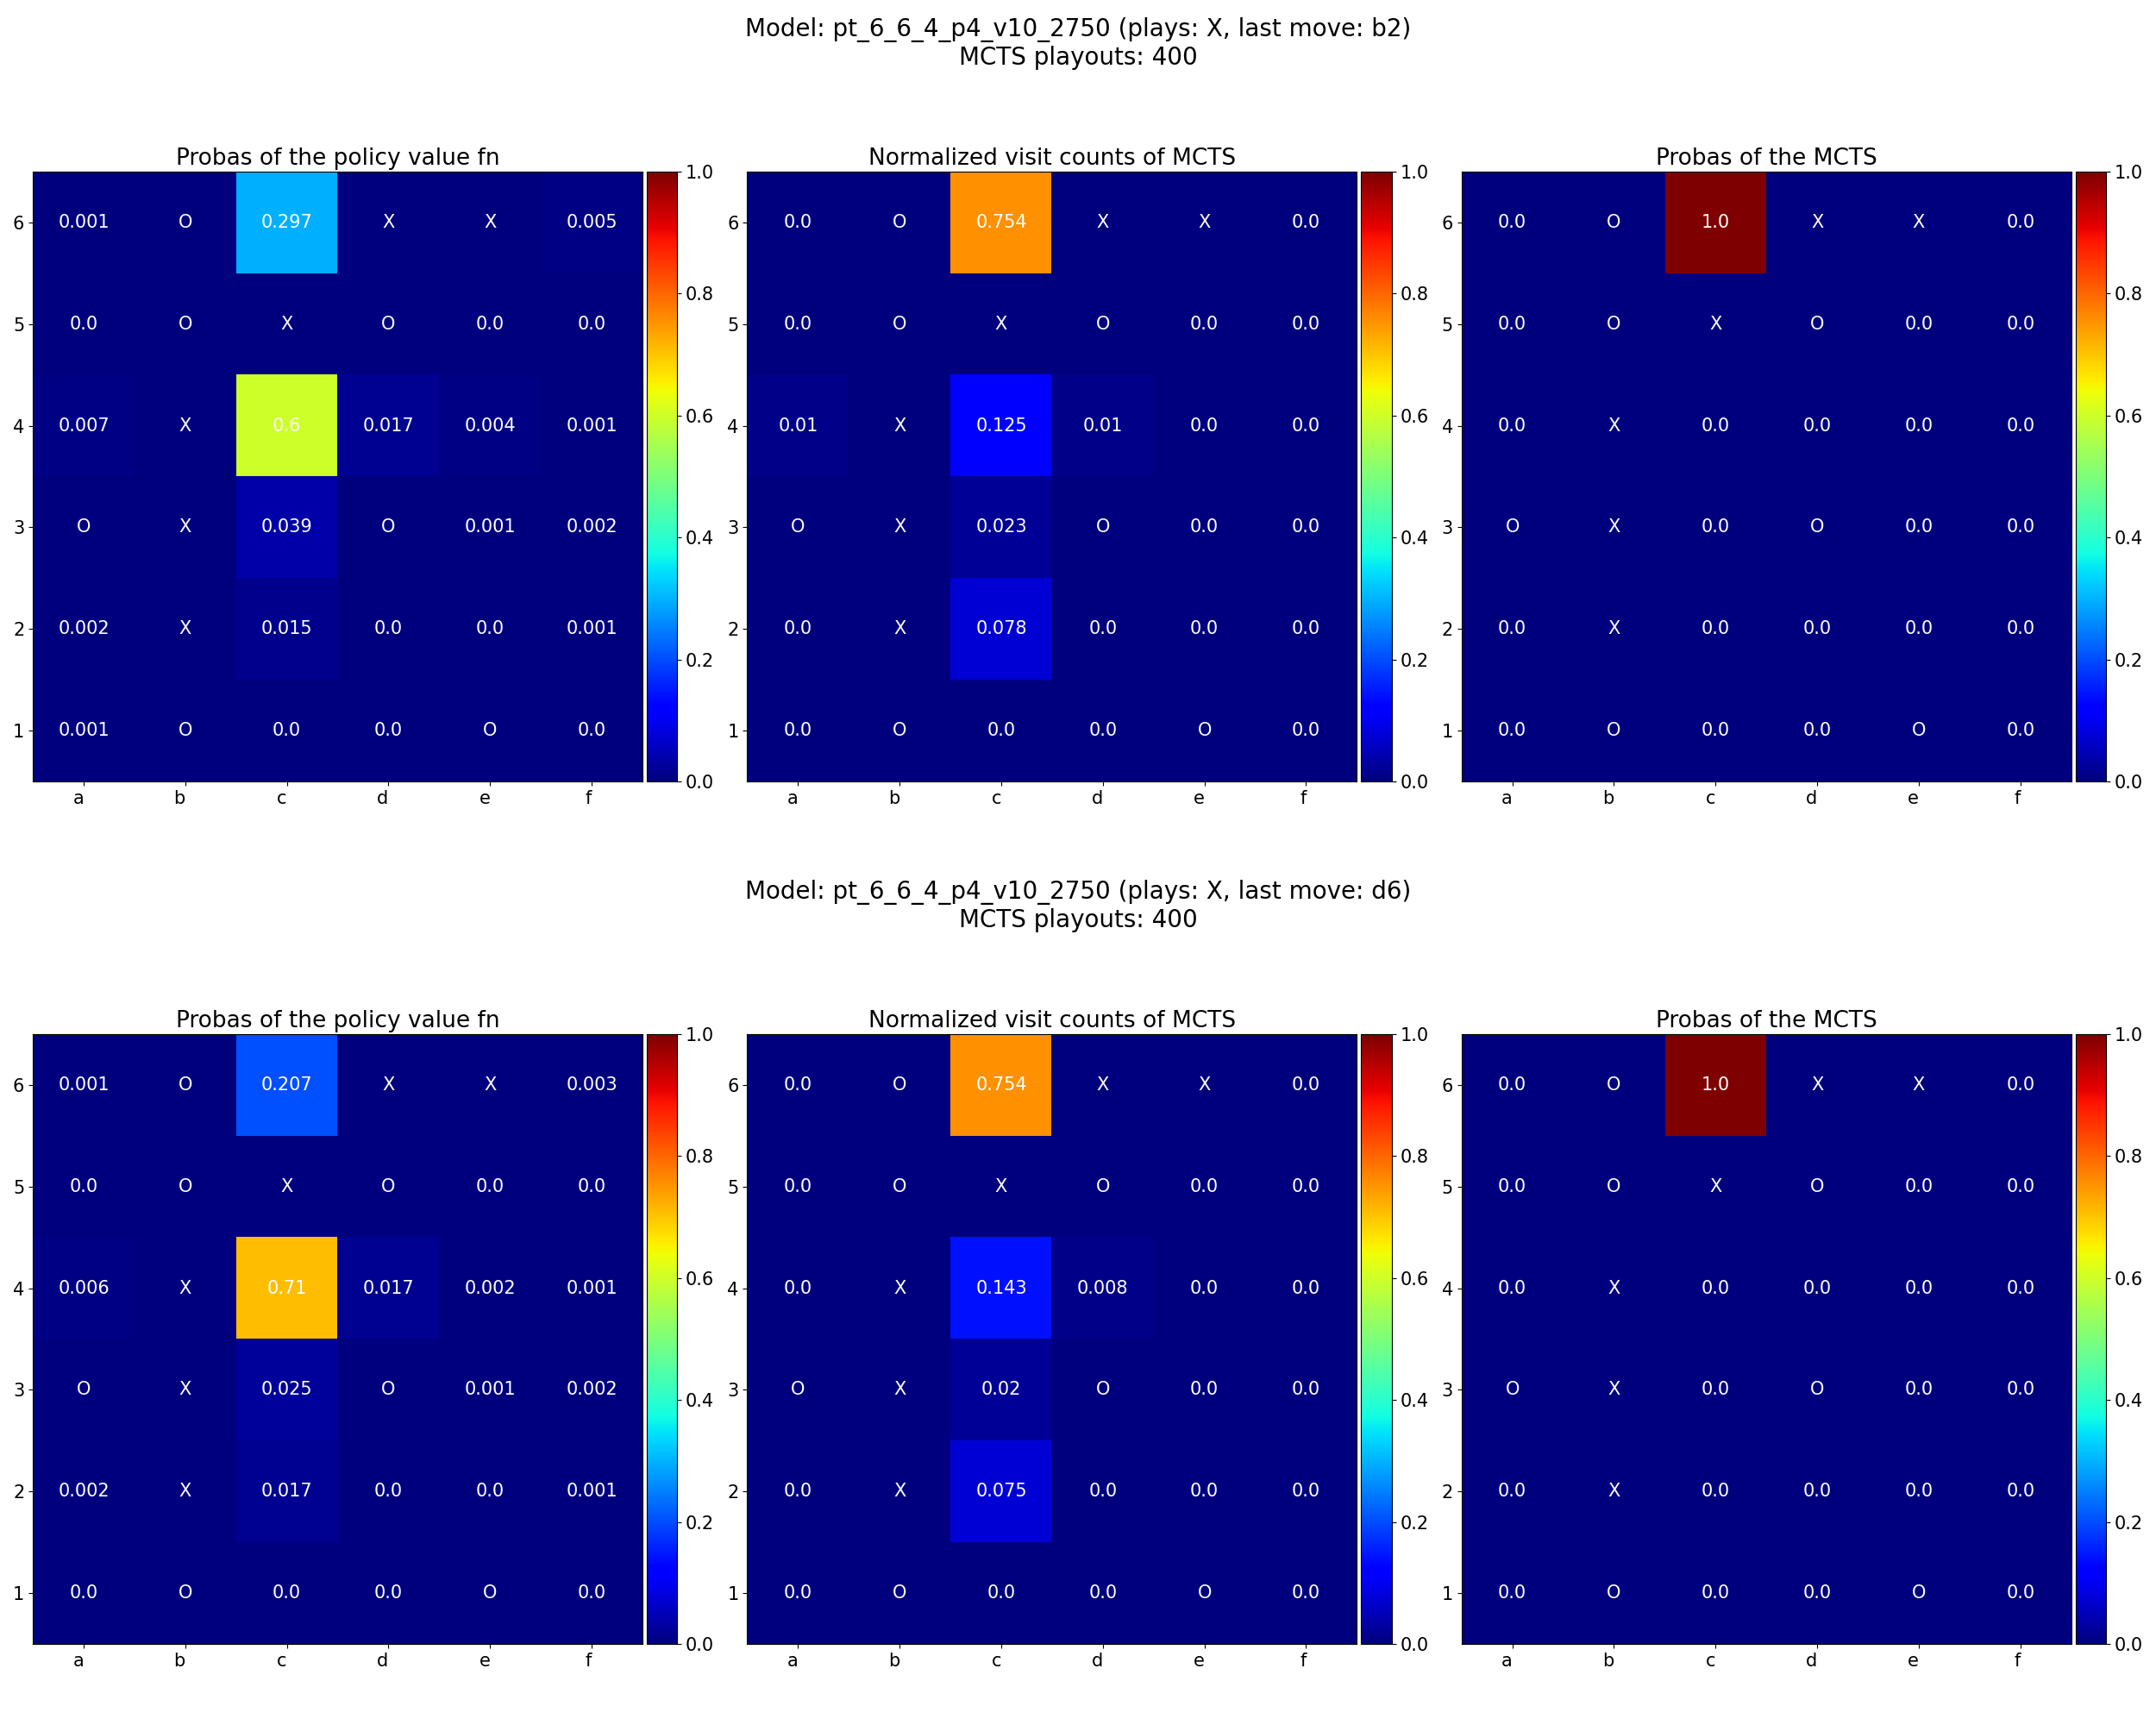 Model: pt_6_6_4_p4_v10_2750 (plays: X, last move: b2)
MCTS playouts: 400
Probas of the policy value fn
6 0.001 O 0.297 X X 0.005
5 0.0 O X O 0.0 0.0
4 0.007 X 0.6 0.017 0.004 0.001
3 O X 0.039 O 0.001 0.002
2 0.002 X 0.015 0.0 0.0 0.001
1 0.001 O 0.0 0.0 O 0.0
a b c d e f
1.0
0.8
0.6
0.4
0.2
0.0
Normalized visit counts of MCTS
6 0.0 O 0.754 X X 0.0
5 0.0 O X O 0.0 0.0
4 0.01 X 0.125 0.01 0.0 0.0
3 O X 0.023 O 0.0 0.0
2 0.0 X 0.078 0.0 0.0 0.0
1 0.0 O 0.0 0.0 O 0.0
a b c d e f
1.0
0.8
0.6
0.4
0.2
0.0
Probas of the MCTS
6 0.0 O 1.0 X X 0.0
5 0.0 O X O 0.0 0.0
4 0.0 X 0.0 0.0 0.0 0.0
3 O X 0.0 O 0.0 0.0
2 0.0 X 0.0 0.0 0.0 0.0
1 0.0 O 0.0 0.0 O 0.0
a b c d e f
1.0
0.8
0.6
0.4
0.2
0.0
Model: pt_6_6_4_p4_v10_2750 (plays: X, last move: d6)
MCTS playouts: 400
Probas of the policy value fn
6 0.001 O 0.207 X X 0.003
5 0.0 O X O 0.0 0.0
4 0.006 X 0.71 0.017 0.002 0.001
3 O X 0.025 O 0.001 0.002
2 0.002 X 0.017 0.0 0.0 0.001
1 0.0 O 0.0 0.0 O 0.0
a b c d e f
1.0
0.8
0.6
0.4
0.2
0.0
Normalized visit counts of MCTS
6 0.0 O 0.754 X X 0.0
5 0.0 O X O 0.0 0.0
4 0.0 X 0.143 0.008 0.0 0.0
3 O X 0.02 O 0.0 0.0
2 0.0 X 0.075 0.0 0.0 0.0
1 0.0 O 0.0 0.0 O 0.0
a b c d e f
1.0
0.8
0.6
0.4
0.2
0.0
Probas of the MCTS
6 0.0 O 1.0 X X 0.0
5 0.0 O X O 0.0 0.0
4 0.0 X 0.0 0.0 0.0 0.0
3 O X 0.0 O 0.0 0.0
2 0.0 X 0.0 0.0 0.0 0.0
1 0.0 O 0.0 0.0 O 0.0
a b c d e f
1.0
0.8
0.6
0.4
0.2
0.0